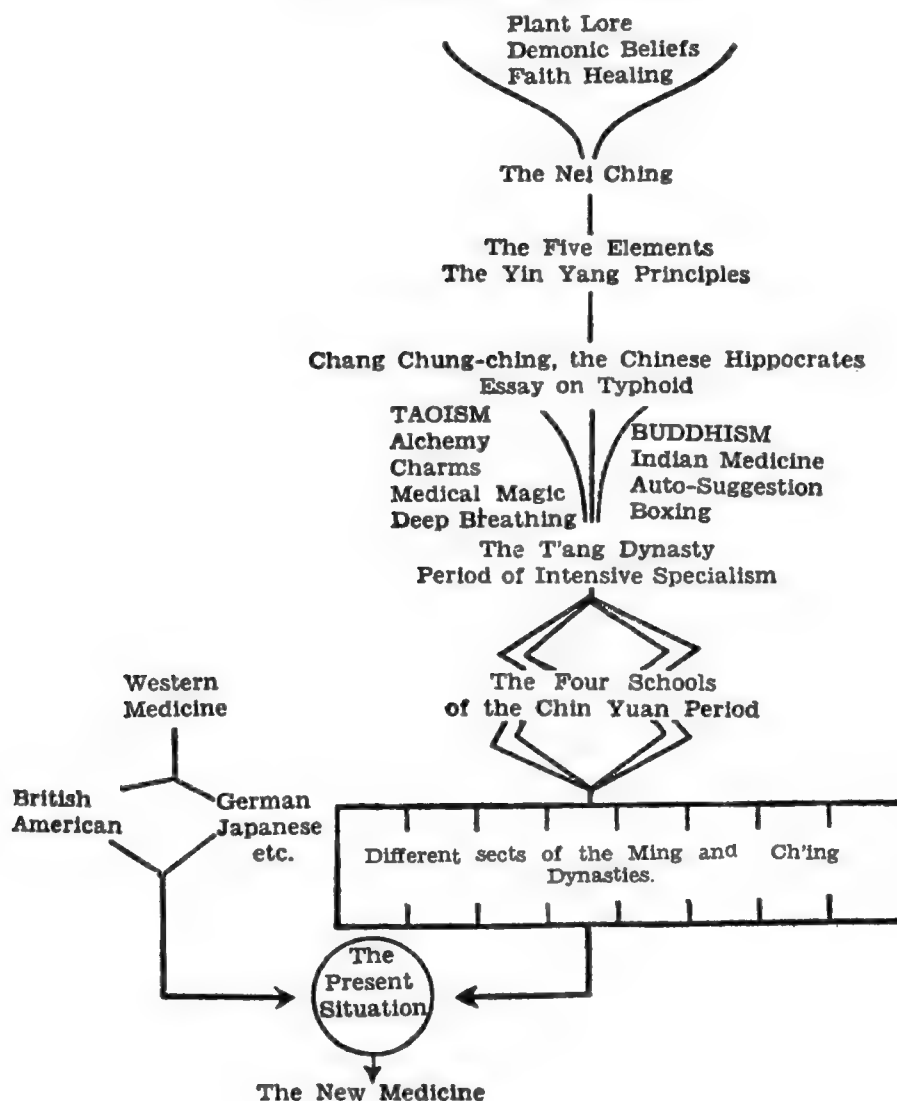 Plant Lore
Demonic Beliefs
Faith Healing
The Nei Ching
The Five Elements
The Yin Yang Principles
Chang Chung-ching, the Chinese Hippocrates
Essay on Typhoid
TAOISM
Alchemy
Charms
Medical Magic
Deep Breathing
BUDDHISM
Indian Medicine
Auto-Suggestion
Boxing
The T'ang Dynasty
Period of Intensive Specialism
The Four Schools
of the Chin Yuan Period
Western
Medicine
British
American
German
Japanese
etc.
Different sects of the Ming and Ch'ing
Dynasties.
The
Present
Situation
The New Medicine